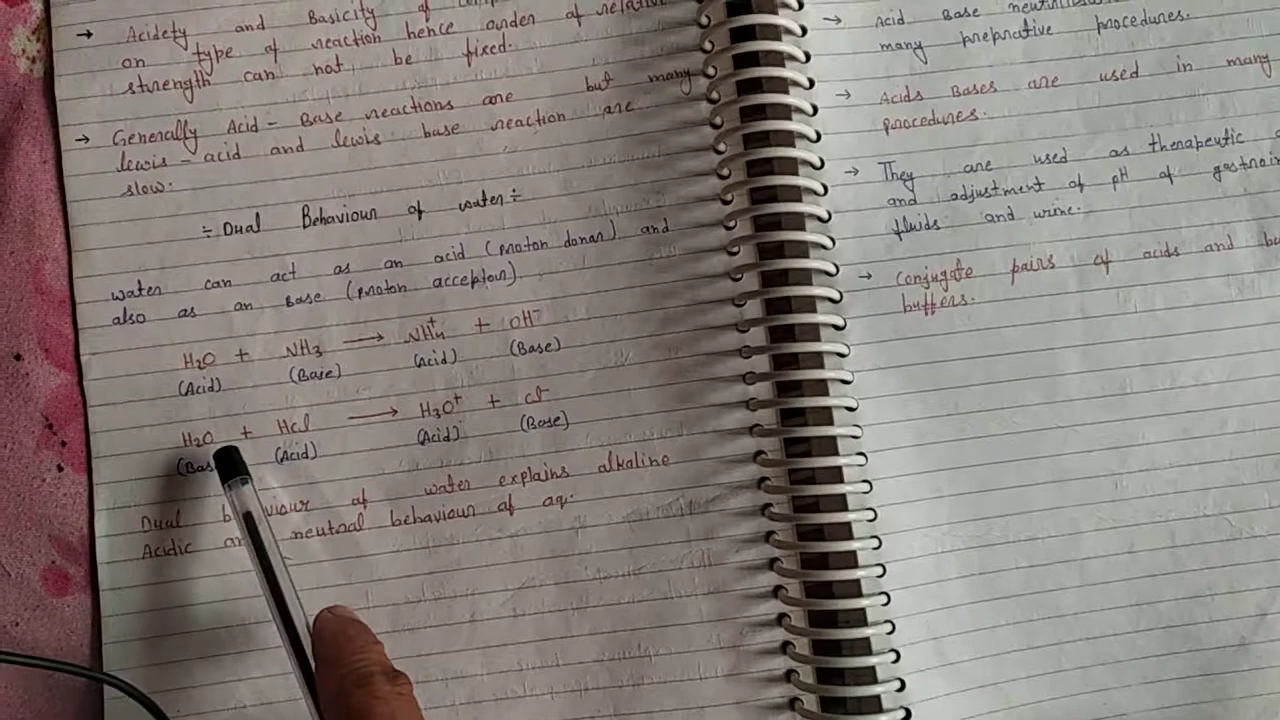 → Acidety and Basicity of
on type of reaction hence order of relative
strength can not be fixed.
→ Generally Acid - Base reactions are but many
lewis - acid and lewis base reaction are
slow.
÷ Dual Behaviour of water ÷
water can act as an acid (proton donar) and
also as an Base (proton acceptor).
H₂O + NH₃ ⟶ NH₄⁺ + OH⁻
(Acid) (Base) (Acid) (Base)
H₂O + Hcl ⟶ H₃O⁺ + cl⁻
(Acid) (Acid) (Base)
Dual of water explains alkaline
Acidic neutral behaviour of aq.
→ Acid Base
many preprative procedures.
→ Acids Bases are used in many
procedures.
→ They are used as therapeutic
and adjustment of pH of
fluids and urine.
→ Conjugate pairs of acids and
buffers.